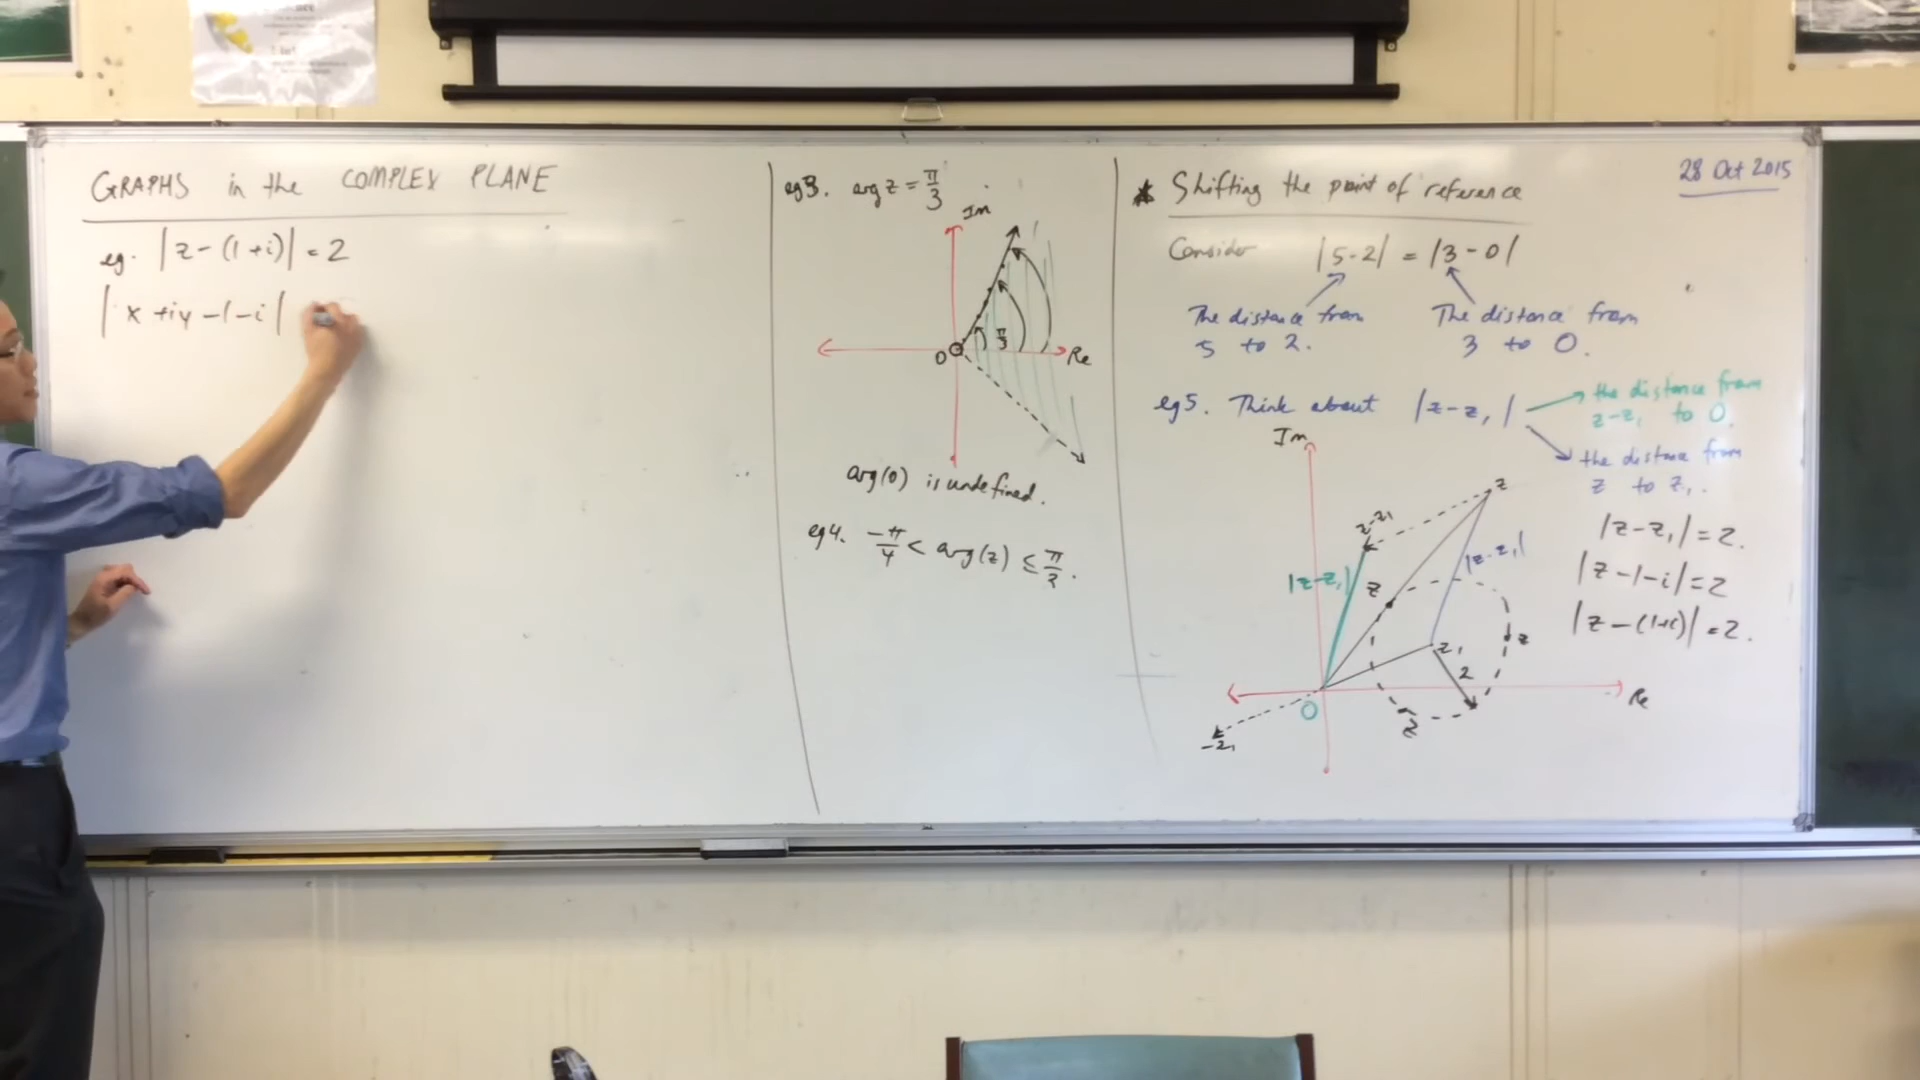 GRAPHS in the COMPLEX PLANE
eg. |z-(1+i)| = 2
|x+iy-1-i|
eg3. arg z = π/3
Im
π/3
O
Re
arg(0) is undefined.
eg4. -π/4 < arg(z) ≤ π/3.
28 Oct 2015
* Shifting the point of reference
Consider |5-2| = |3-0|
The distance from
5 to 2.
The distance from
3 to 0.
eg5. Think about |z-z₁|
the distance from
z-z₁ to 0.
the distance from
z to z₁.
|z-z₁| = 2.
|z-1-i| = 2
|z-(1+i)| = 2.
Im
z
z-z₁
|z-z₁|
|z-z₁|
z
z
z₁
2
Re
O
z
-z₁